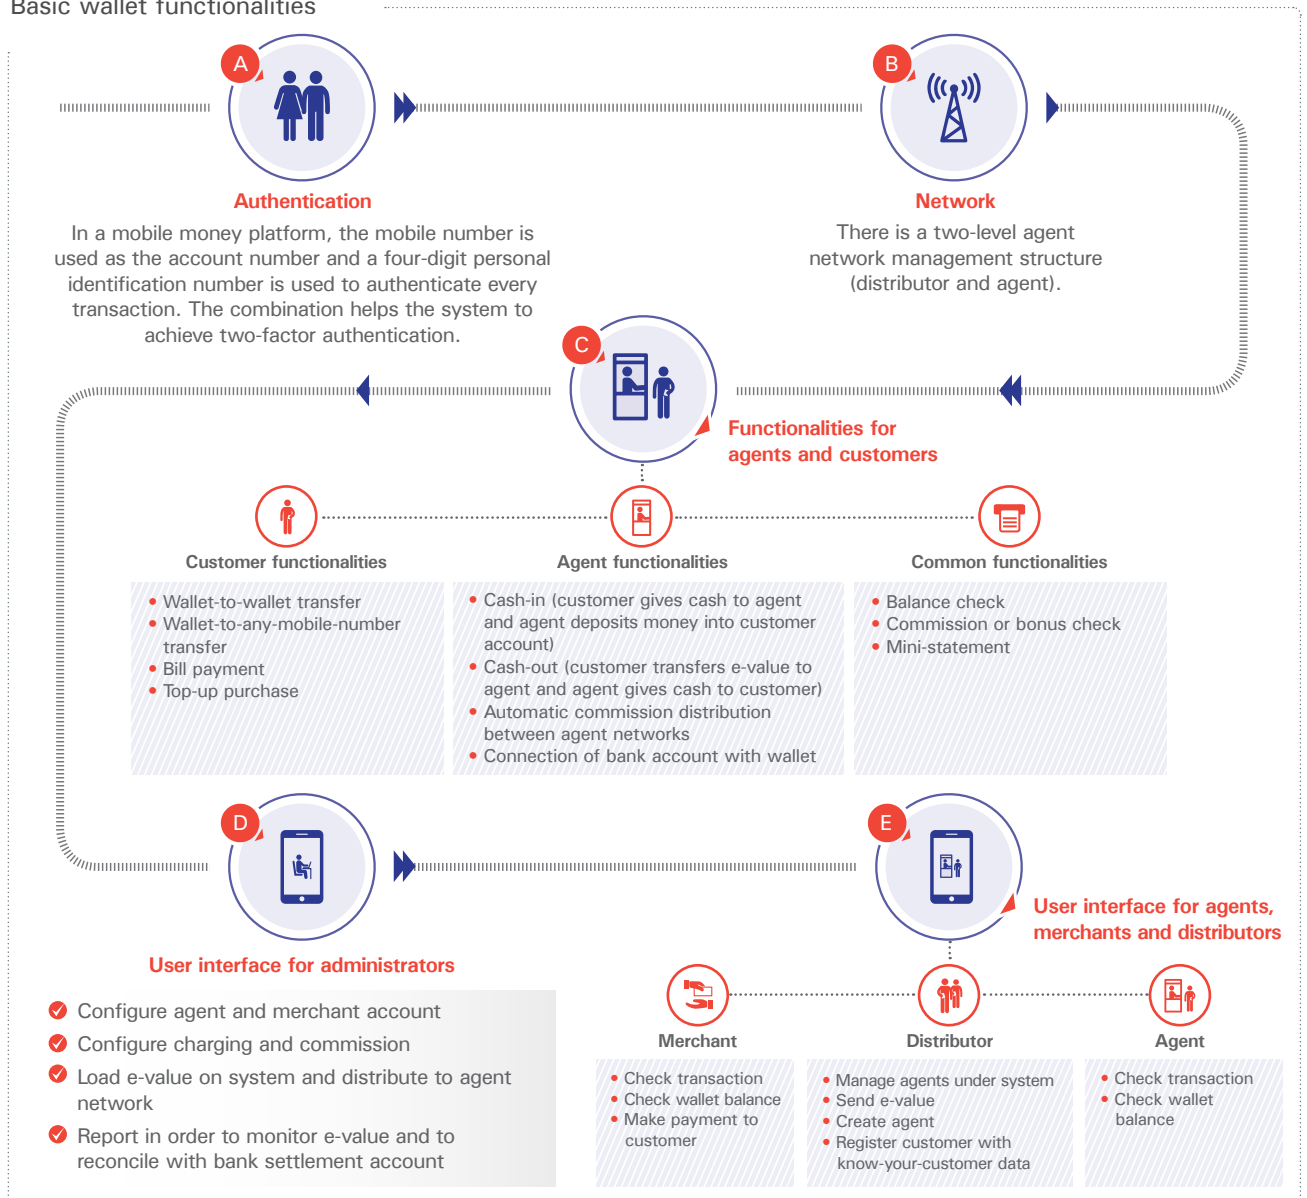 Basic wallet functionalities
A
B
Authentication
In a mobile money platform, the mobile number is
used as the account number and a four-digit personal
identification number is used to authenticate every
transaction. The combination helps the system to
achieve two-factor authentication.
Network
There is a two-level agent
network management structure
(distributor and agent).
C
Functionalities for
agents and customers
Customer functionalities
• Wallet-to-wallet transfer
• Wallet-to-any-mobile-number
transfer
• Bill payment
• Top-up purchase
Agent functionalities
• Cash-in (customer gives cash to agent
and agent deposits money into customer
account)
• Cash-out (customer transfers e-value to
agent and agent gives cash to customer)
• Automatic commission distribution
between agent networks
• Connection of bank account with wallet
Common functionalities
• Balance check
• Commission or bonus check
• Mini-statement
D
User interface for administrators
Configure agent and merchant account
Configure charging and commission
Load e-value on system and distribute to agent
network
Report in order to monitor e-value and to
reconcile with bank settlement account
E
User interface for agents,
merchants and distributors
Merchant
• Check transaction
• Check wallet balance
• Make payment to
customer
Distributor
• Manage agents under system
• Send e-value
• Create agent
• Register customer with
know-your-customer data
Agent
• Check transaction
• Check wallet
balance